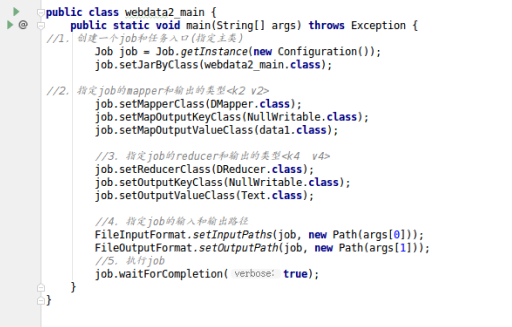 public class webdata2_main {
    public static void main(String[] args) throws Exception {
//1. 创建一个job和任务入口(指定主类)
        Job job = Job.getInstance(new Configuration());
        job.setJarByClass(webdata2_main.class);
//2. 指定job的mapper和输出的类型<k2 v2>
        job.setMapperClass(DMapper.class);
        job.setMapOutputKeyClass(NullWritable.class);
        job.setMapOutputValueClass(data1.class);
        //3. 指定job的reducer和输出的类型<k4  v4>
        job.setReducerClass(DReducer.class);
        job.setOutputKeyClass(NullWritable.class);
        job.setOutputValueClass(Text.class);
        //4. 指定job的输入和输出路径
        FileInputFormat.setInputPaths(job, new Path(args[0]));
        FileOutputFormat.setOutputPath(job, new Path(args[1]));
        //5. 执行job
        job.waitForCompletion( verbose: true);
    }
}